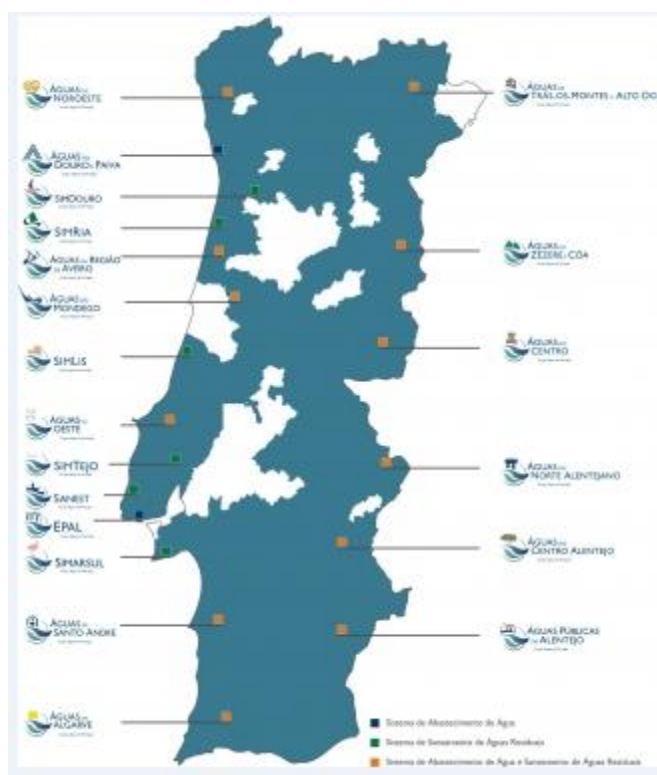 ÁGUAS DO
NOROESTE
ÁGUAS DO
DOURO E PAIVA
SIMDOURO
SIMRIA
ÁGUAS DA REGIÃO
DE AVEIRO
ÁGUAS DO
MONDEGO
SIMLIS
ÁGUAS DO
OESTE
SIMTEJO
SANEST
EPAL
SIMARSUL
ÁGUAS DE
SANTO ANDRÉ
ÁGUAS DO
ALGARVE
ÁGUAS DE
TRÁS-OS-MONTES E ALTO DO
ÁGUAS DO
ZÊZERE E CÔA
ÁGUAS DO
CENTRO
ÁGUAS DO
NORTE ALENTEJANO
ÁGUAS DO
CENTRO ALENTEJO
ÁGUAS PÚBLICAS
DO ALENTEJO
Sistema de Abastecimento de Água
Sistema de Saneamento de Águas Residuais
Sistema de Abastecimento de Água e Saneamento de Águas Residuais